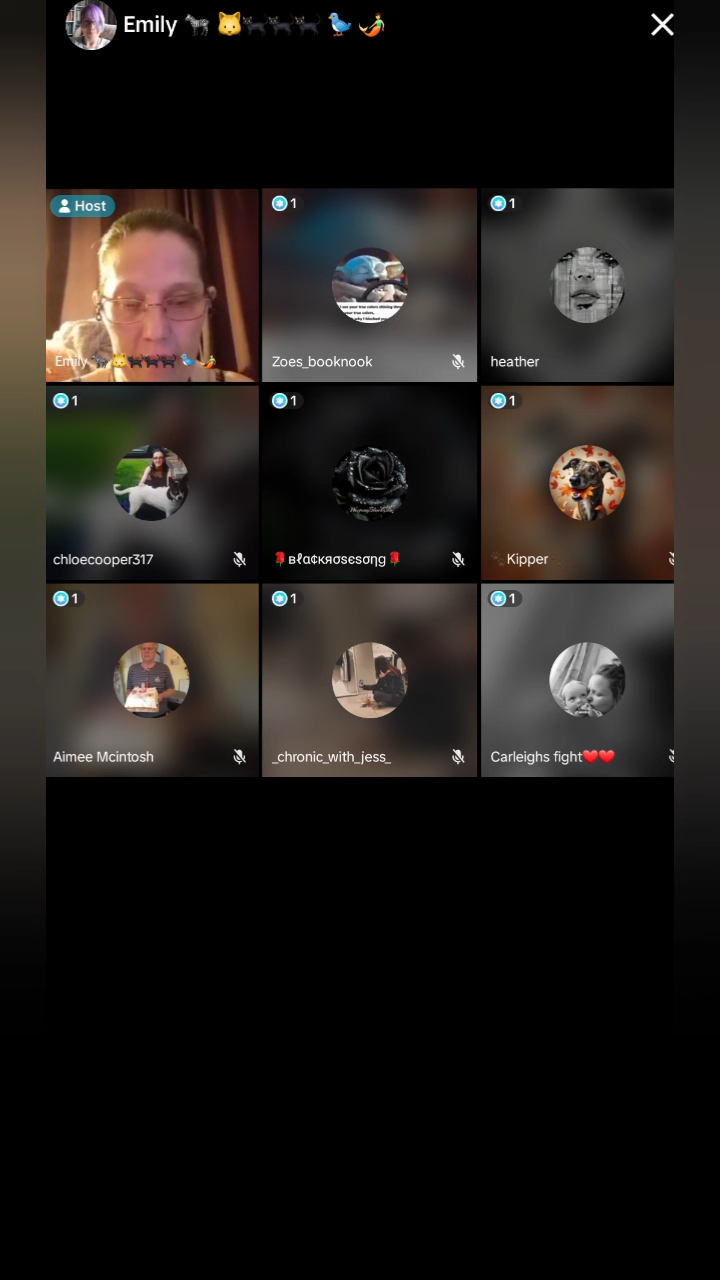 Emily 🦓 🐱🐈‍⬛🐈‍⬛🐈‍⬛ 🐦 🧜
Host
Emily 🦓 🐱🐈‍⬛🐈‍⬛🐈‍⬛ 🐦 🧜
1
Zoes_booknook
1
heather
1
chloecooper317
1
🌹вℓα¢кяσѕєѕσηg🌹
1
🐾Kipper
1
Aimee Mcintosh
1
_chronic_with_jess_
1
Carleighs fight❤️❤️